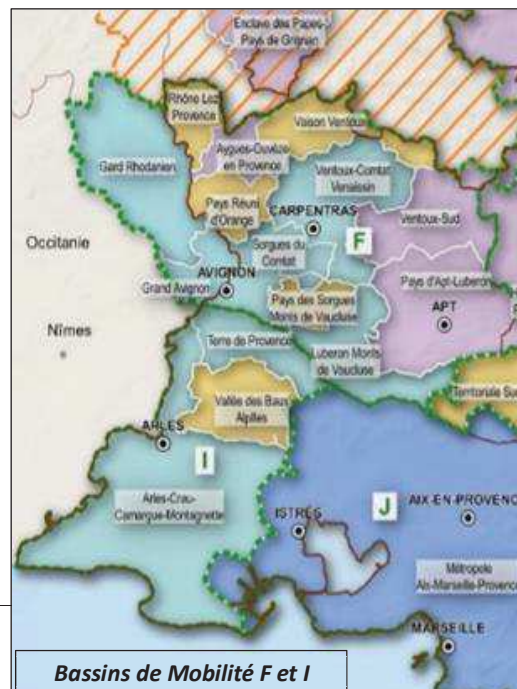 Enclave des Papes-
Pays de Grignan
Rhône Lez
Provence
Vaison Ventoux
Aygues-Ouvèze
en Provence
Gard Rhodanien
Ventoux-Comtat
Venaissin
Pays Réuni
d'Orange
CARPENTRAS
Ventoux-Sud
Occitanie
Sorgues du
Comtat
F
AVIGNON
Pays d'Apt-Luberon
Grand Avignon
Pays des Sorgues
Monts de Vaucluse
APT
Nîmes
Terre de Provence
Luberon Monts
de Vaucluse
Territoriale Su
Vallée des Baux
Alpilles
ARLES
I
Arles-Crau-
Camargue-Montagnette
ISTRES
J
AIX-EN-PROVENC
Métropole
Aix-Marseille-Provence
MARSEILLE
Bassins de Mobilité F et I